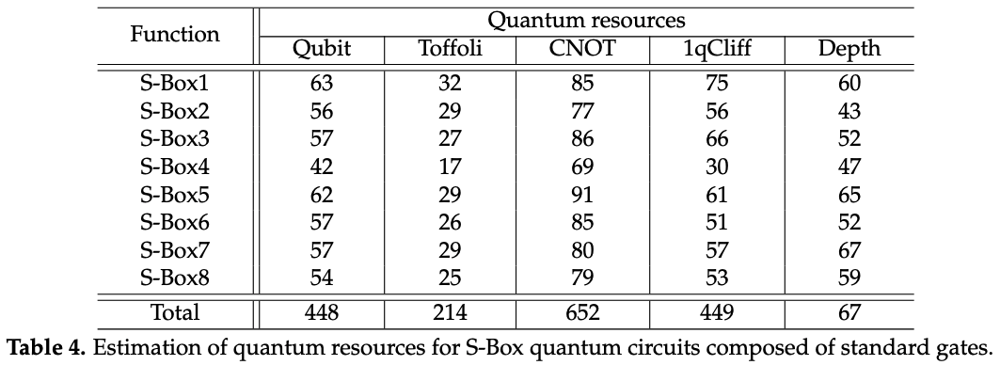 Function Quantum resources
Qubit Toffoli CNOT 1qCliff Depth
S-Box1 63 32 85 75 60
S-Box2 56 29 77 56 43
S-Box3 57 27 86 66 52
S-Box4 42 17 69 30 47
S-Box5 62 29 91 61 65
S-Box6 57 26 85 51 52
S-Box7 57 29 80 57 67
S-Box8 54 25 79 53 59
Total 448 214 652 449 67
Table 4. Estimation of quantum resources for S-Box quantum circuits composed of standard gates.